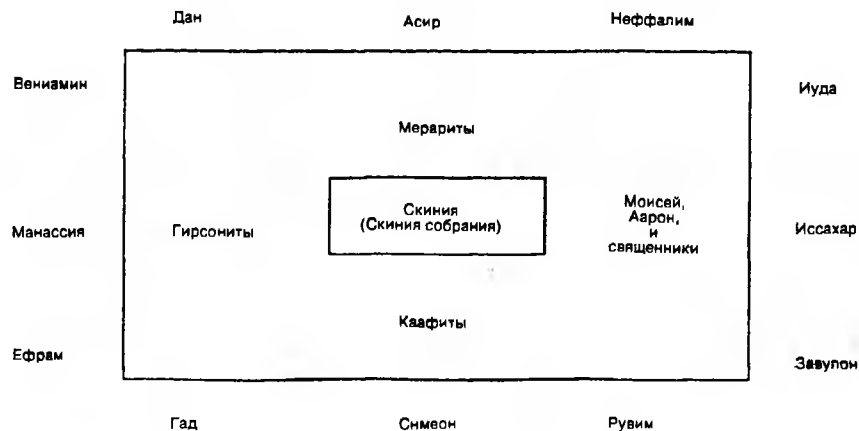 Дан Асир Неффалим
Вениамин Иуда
Мерариты
Скиния
(Скиния собрания)
Моисей,
Аарон,
и
священники
Манассия Гирсониты Иссахар
Каафиты
Ефрам Завулон
Гад Симеон Рувим